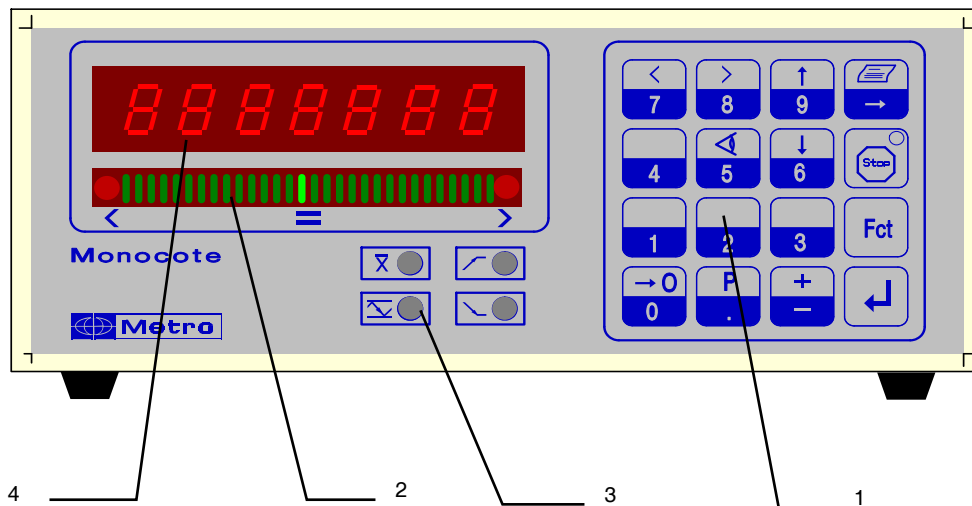 8888888
< = >
Monocote
Metro
X
< > ↑
7 8 9 →
↓
4 5 6 Stop
1 2 3 Fct
→0 P +
0 . −
4 2 3 1